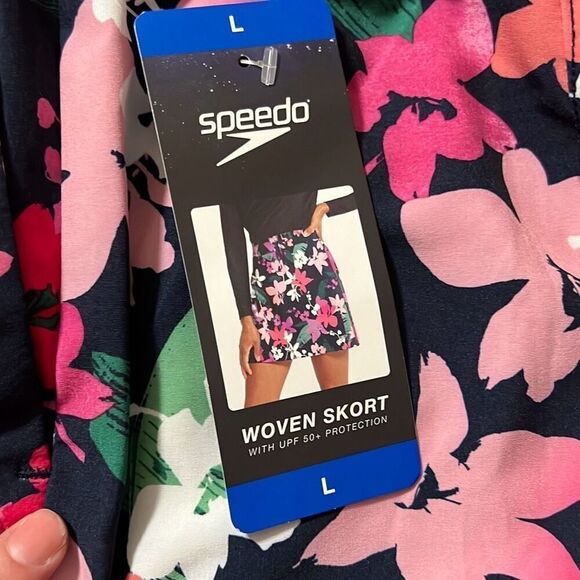 L
speedo
WOVEN SKORT
WITH UPF 50+ PROTECTION
L